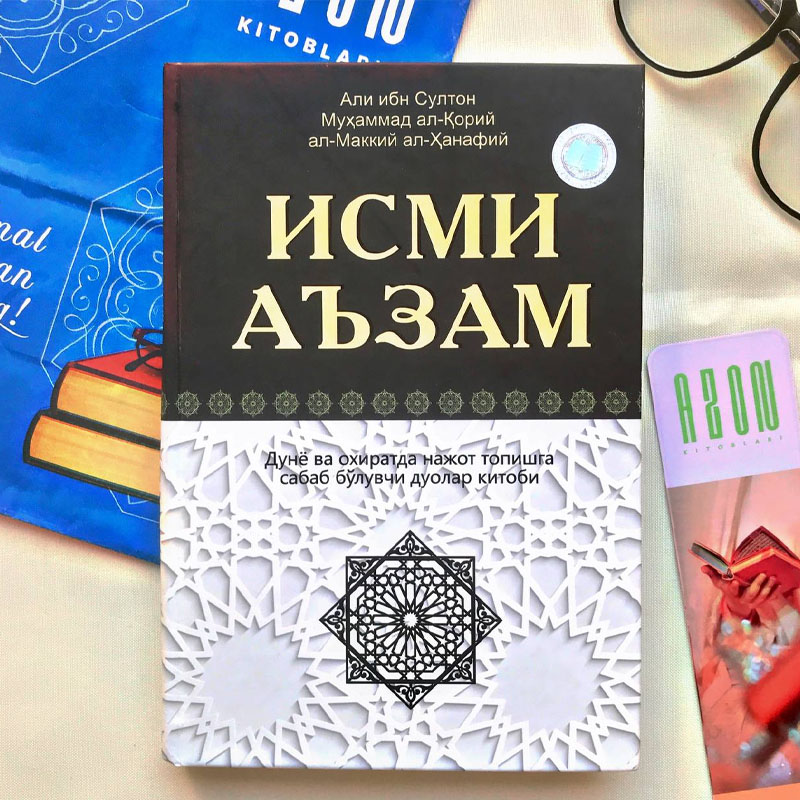 AZON
KITOBLARI
Али ибн Султон
Муҳаммад ал-Қорий
ал-Маккий ал-Ҳанафий
ИСМИ
АЪЗАМ
Дунё ва охиратда нажот топишга
сабаб бўлувчи дуолар китоби
AZON
KITOBLARI